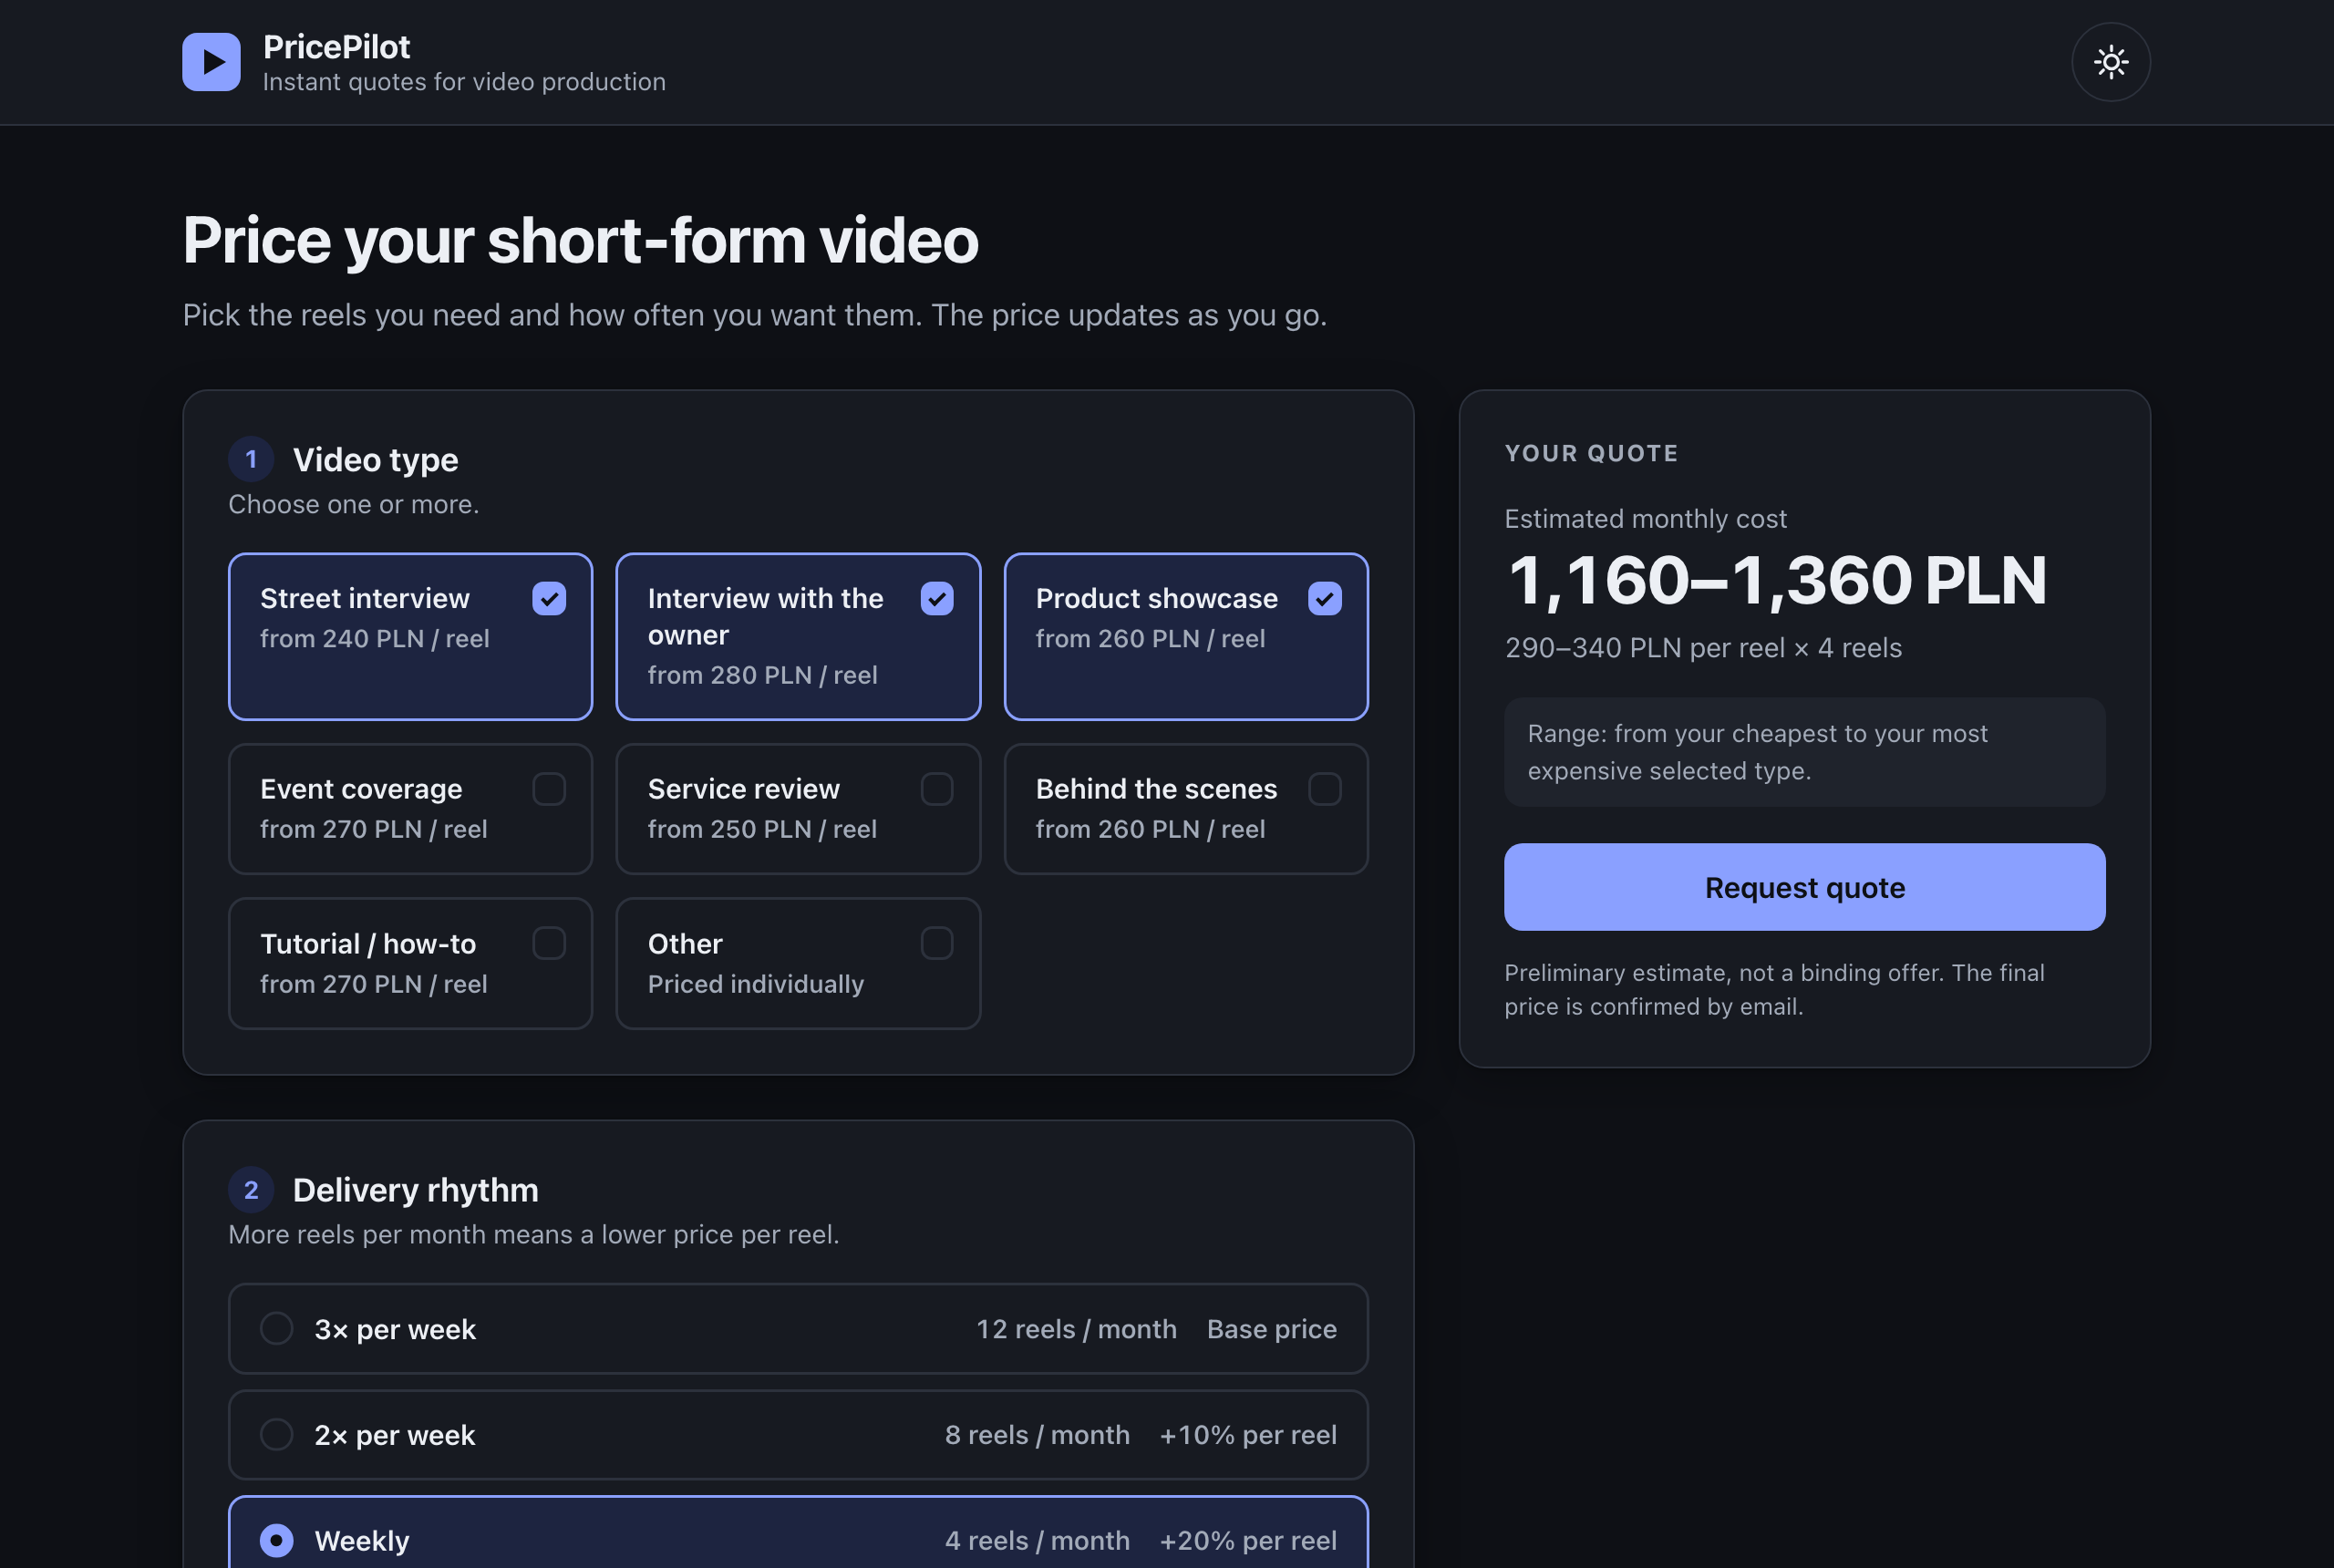 PricePilot
Instant quotes for video production
Price your short-form video
Pick the reels you need and how often you want them. The price updates as you go.
1 Video type
Choose one or more.
Street interview
from 240 PLN / reel
Interview with the
owner
from 280 PLN / reel
Product showcase
from 260 PLN / reel
Event coverage
from 270 PLN / reel
Service review
from 250 PLN / reel
Behind the scenes
from 260 PLN / reel
Tutorial / how-to
from 270 PLN / reel
Other
Priced individually
YOUR QUOTE
Estimated monthly cost
1,160–1,360 PLN
290–340 PLN per reel × 4 reels
Range: from your cheapest to your most
expensive selected type.
Request quote
Preliminary estimate, not a binding offer. The final
price is confirmed by email.
2 Delivery rhythm
More reels per month means a lower price per reel.
3× per week 12 reels / month Base price
2× per week 8 reels / month +10% per reel
Weekly 4 reels / month +20% per reel